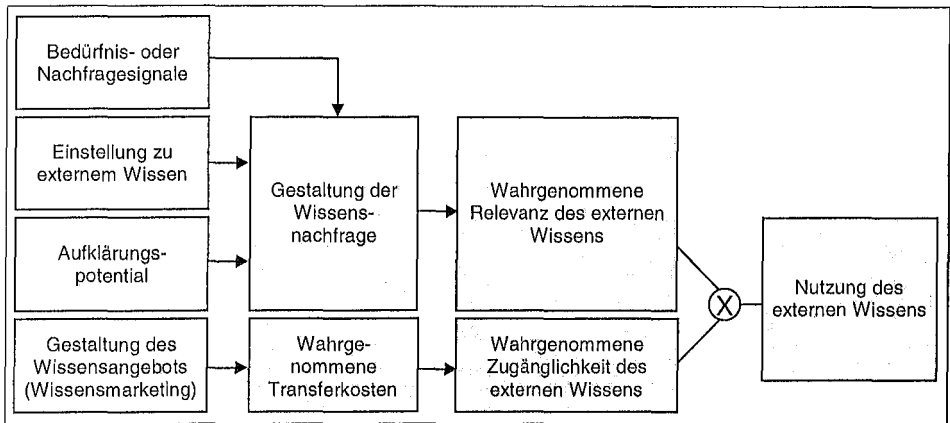 Bedürfnis- oder
Nachfragesignale
Einstellung zu
externem Wissen
Aufklärungs-
potential
Gestaltung des
Wissensangebots
(Wissensmarketing)
Gestaltung der
Wissens-
nachfrage
Wahrge-
nommene
Transferkosten
Wahrgenommene
Relevanz des externen
Wissens
Wahrgenommene
Zugänglichkeit des
externen Wissens
X
Nutzung des
externen Wissens